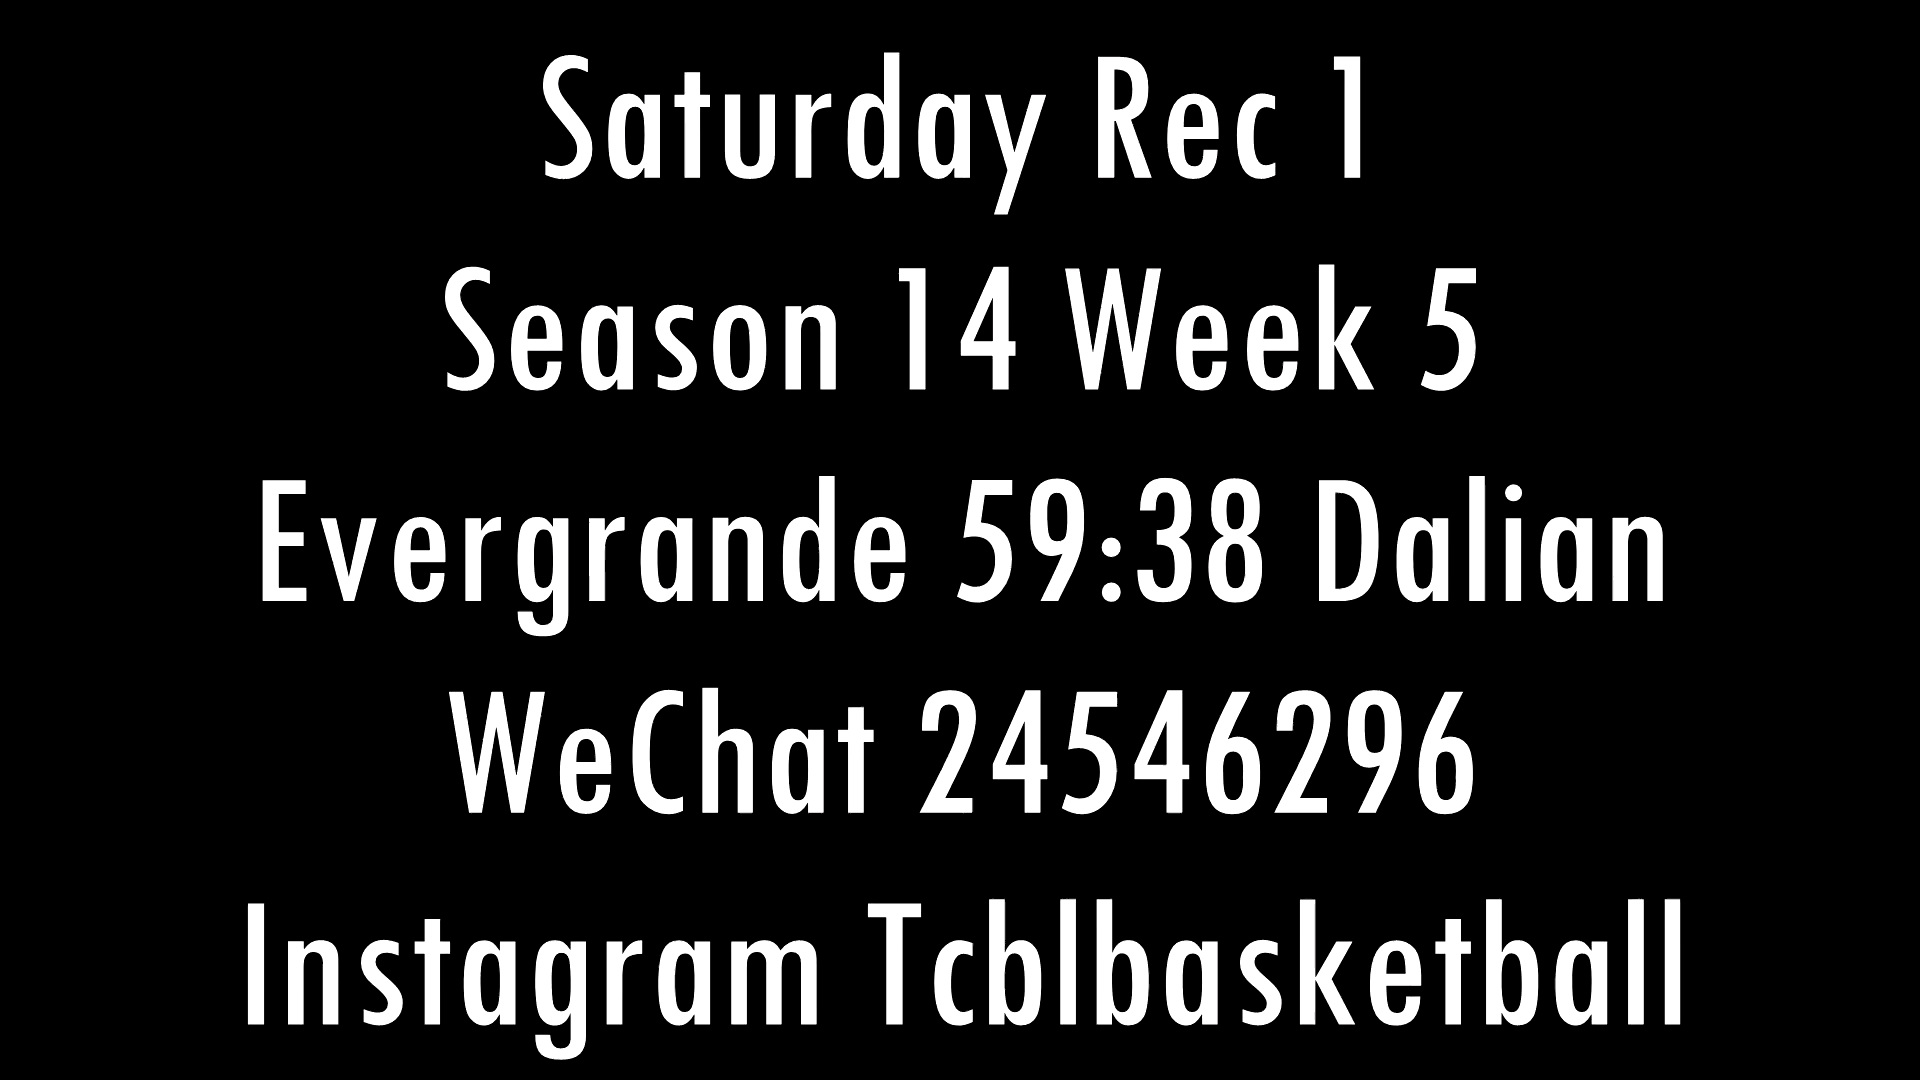 Saturday Rec 1
Season 14 Week 5
Evergrande 59:38 Dalian
WeChat 24546296
Instagram Tcblbasketball